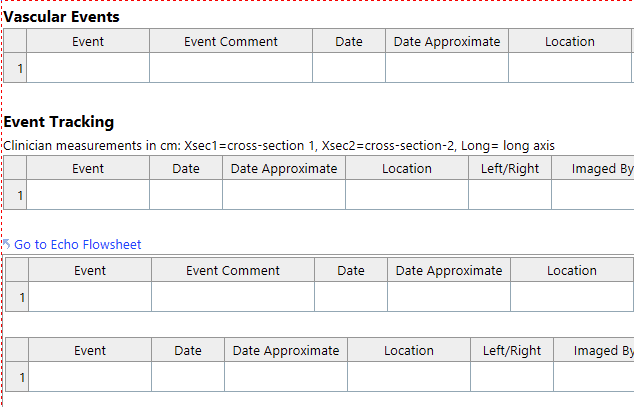 Vascular Events
Event Event Comment Date Date Approximate Location
1
Event Tracking
Clinician measurements in cm: Xsec1=cross-section 1, Xsec2=cross-section-2, Long= long axis
Event Date Date Approximate Location Left/Right Imaged By
1
Go to Echo Flowsheet
Event Event Comment Date Date Approximate Location
1
Event Date Date Approximate Location Left/Right Imaged By
1